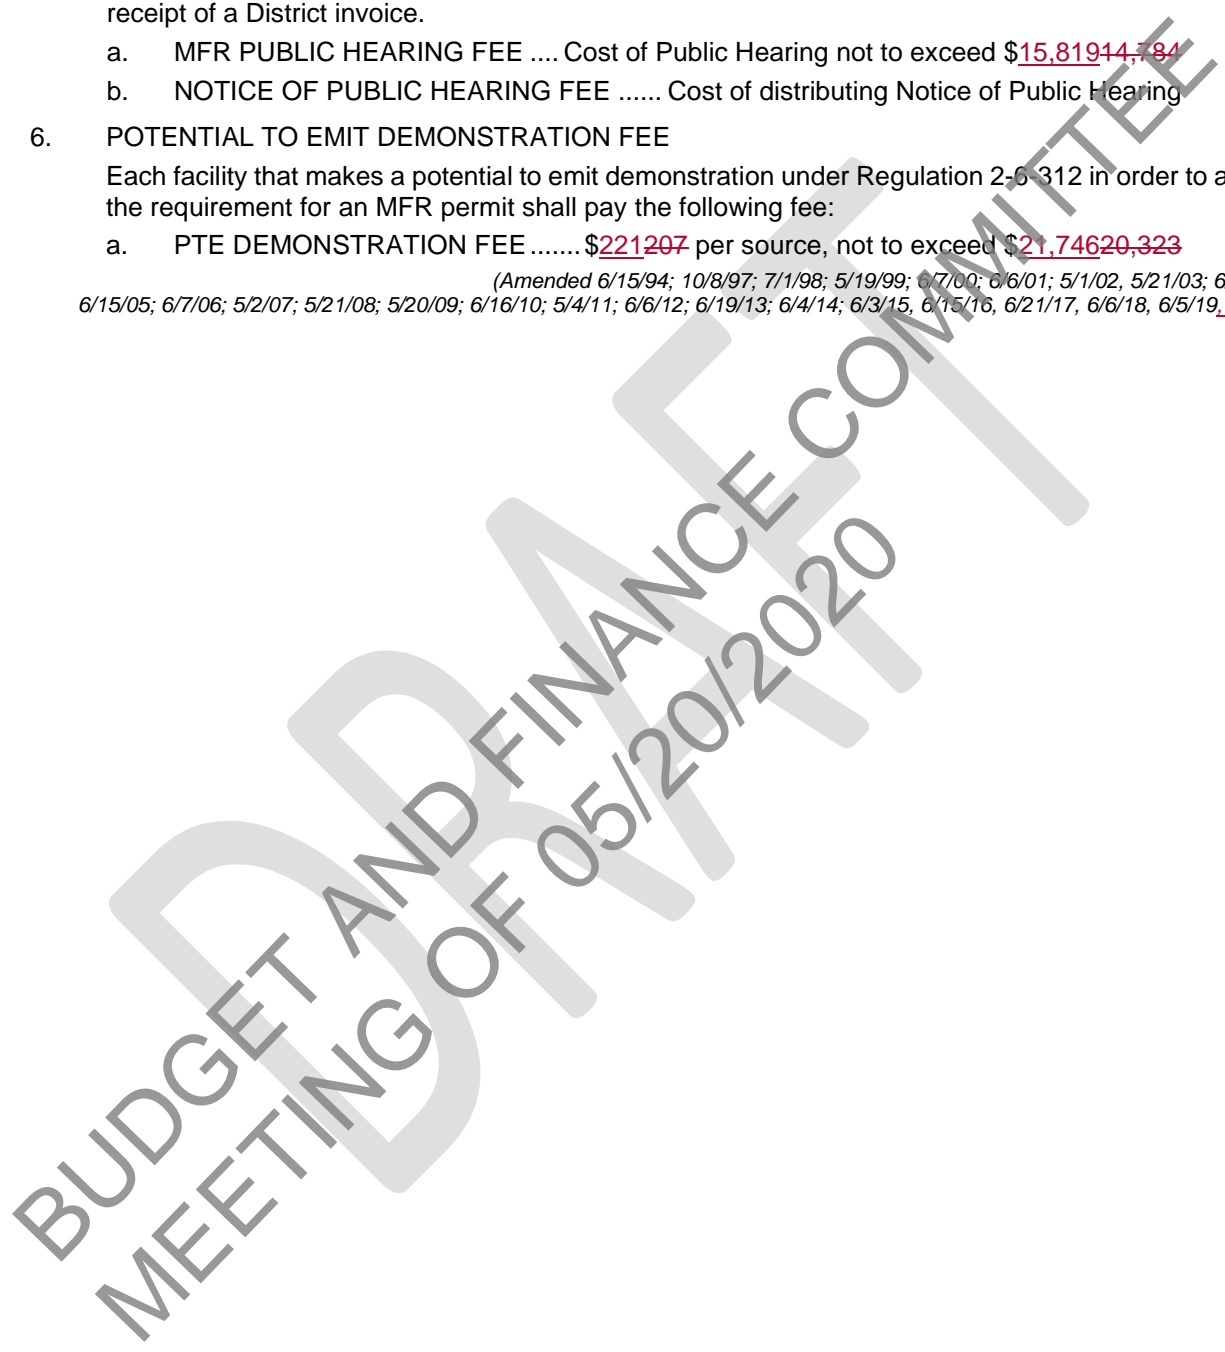 receipt of a District invoice.
a. MFR PUBLIC HEARING FEE .... Cost of Public Hearing not to exceed $15,81914,784
b. NOTICE OF PUBLIC HEARING FEE ...... Cost of distributing Notice of Public Hearing
6. POTENTIAL TO EMIT DEMONSTRATION FEE
Each facility that makes a potential to emit demonstration under Regulation 2-6-312 in order to a
the requirement for an MFR permit shall pay the following fee:
a. PTE DEMONSTRATION FEE ....... $221207 per source, not to exceed $21,74620,323
(Amended 6/15/94; 10/8/97; 7/1/98; 5/19/99; 6/7/00; 6/6/01; 5/1/02, 5/21/03; 6
6/15/05; 6/7/06; 5/2/07; 5/21/08; 5/20/09; 6/16/10; 5/4/11; 6/6/12; 6/19/13; 6/4/14; 6/3/15, 6/15/16, 6/21/17, 6/6/18, 6/5/19,
DRAFT
BUDGET AND FINANCE COMMITTEE
MEETING OF 05/20/2020